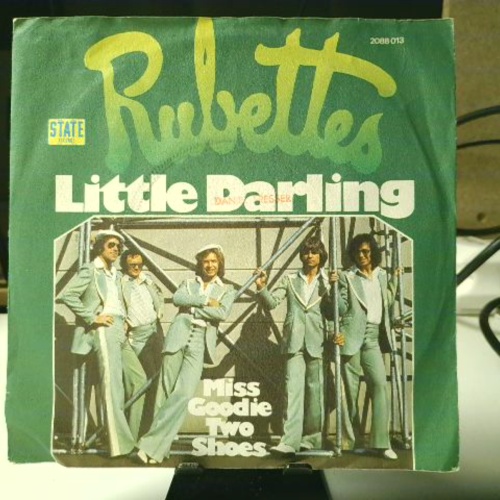 2088 013
Rubettes
STATE
Little Darling
Miss
Goodie
Two
Shoes